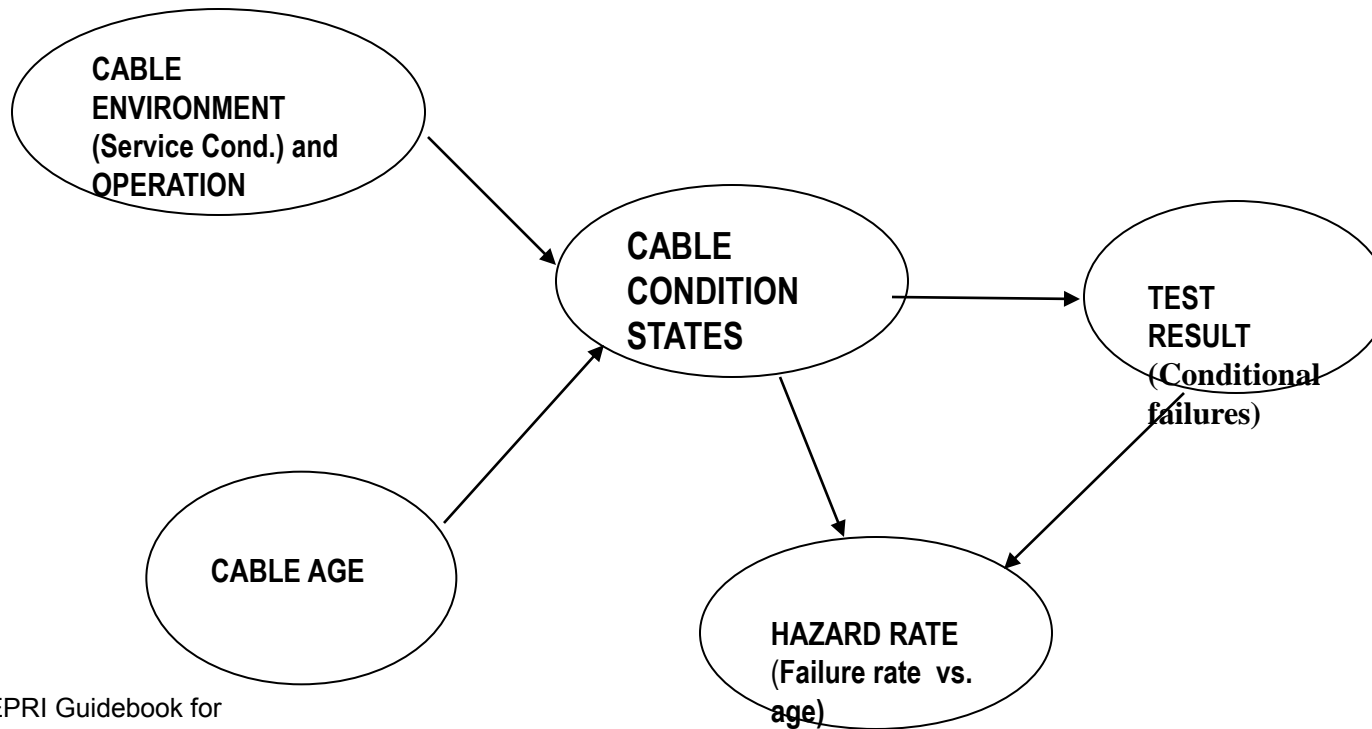 CABLE
ENVIRONMENT
(Service Cond.) and
OPERATION
CABLE
CONDITION
STATES
TEST
RESULT
(Conditional
failures)
CABLE AGE
HAZARD RATE
(Failure rate vs.
age)
EPRI Guidebook for